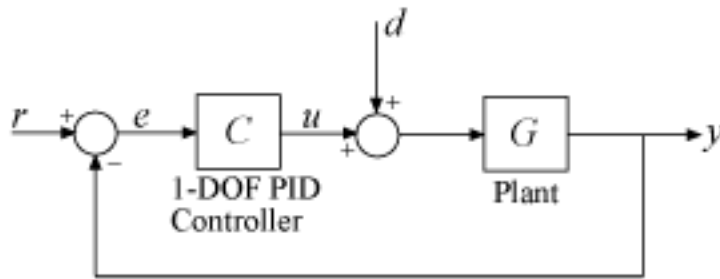 d
r + e C u + + G y
−
1-DOF PID
Controller
Plant